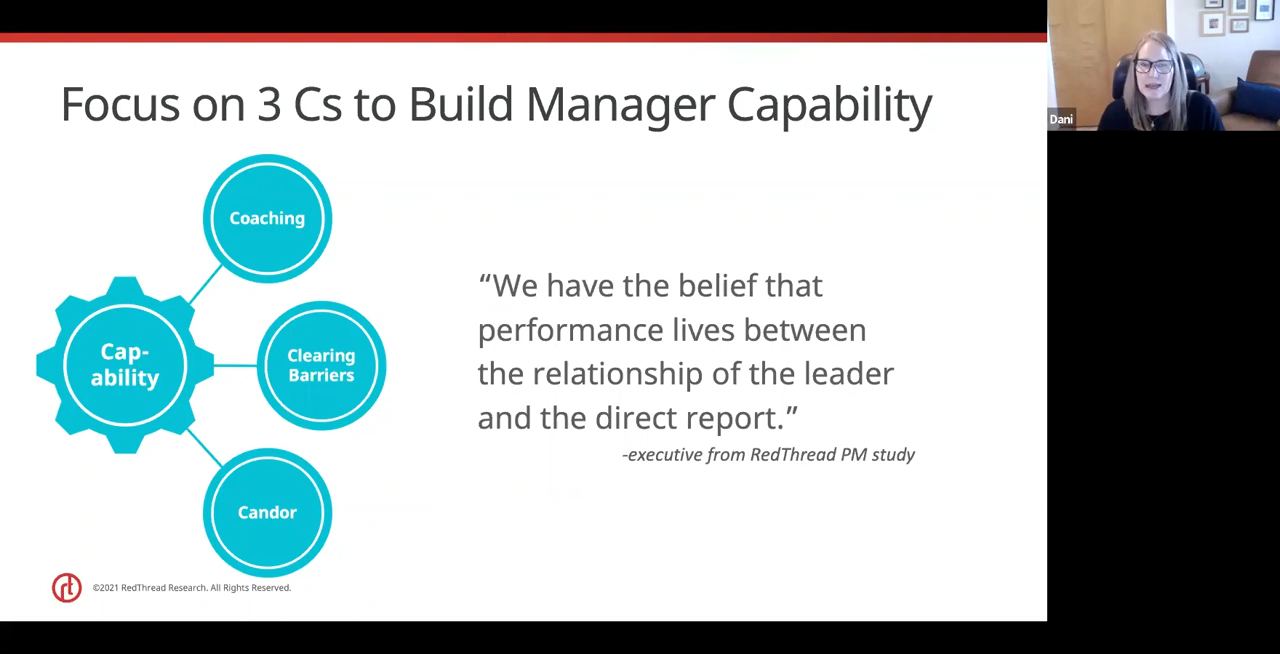 Focus on 3 Cs to Build Manager Capability
Dani
Coaching
Cap-
ability
Clearing
Barriers
Candor
“We have the belief that
performance lives between
the relationship of the leader
and the direct report.”
-executive from RedThread PM study
rt
©2021 RedThread Research. All Rights Reserved.